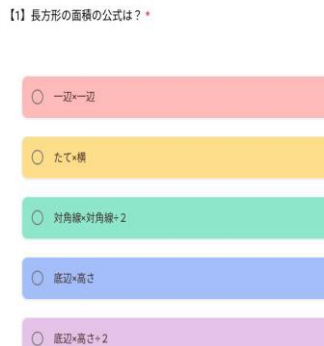 【1】長方形の面積の公式は？*
一辺×一辺
たて×横
対角線×対角線÷2
底辺×高さ
底辺×高さ÷2